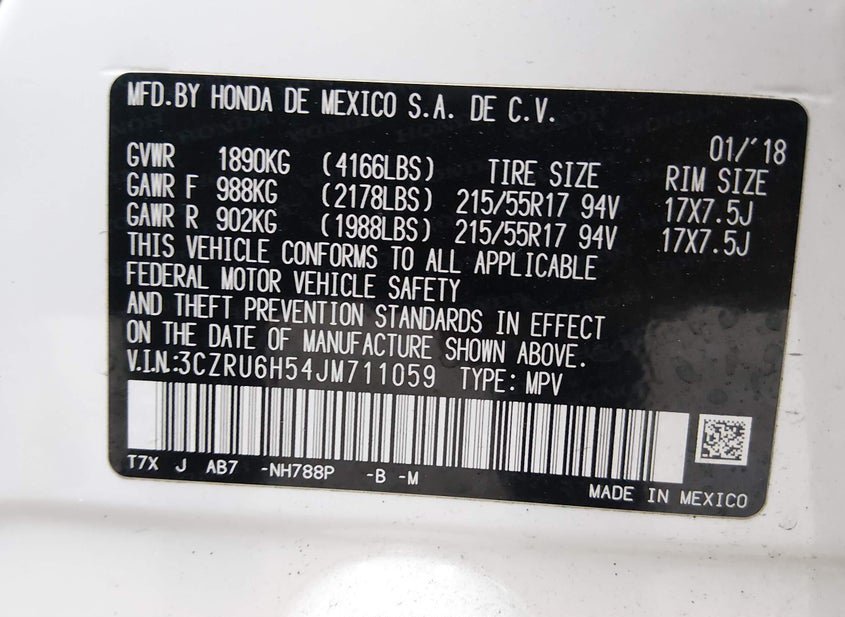 MFD.BY HONDA DE MEXICO S.A. DE C.V.
01/'18
GVWR 1890KG (4166LBS) TIRE SIZE RIM SIZE
GAWR F 988KG (2178LBS) 215/55R17 94V 17X7.5J
GAWR R 902KG (1988LBS) 215/55R17 94V 17X7.5J
THIS VEHICLE CONFORMS TO ALL APPLICABLE
FEDERAL MOTOR VEHICLE SAFETY
AND THEFT PREVENTION STANDARDS IN EFFECT
ON THE DATE OF MANUFACTURE SHOWN ABOVE.
V.I.N.:3CZRU6H54JM711059 TYPE: MPV
T7X J AB7 -NH788P -B -M
MADE IN MEXICO